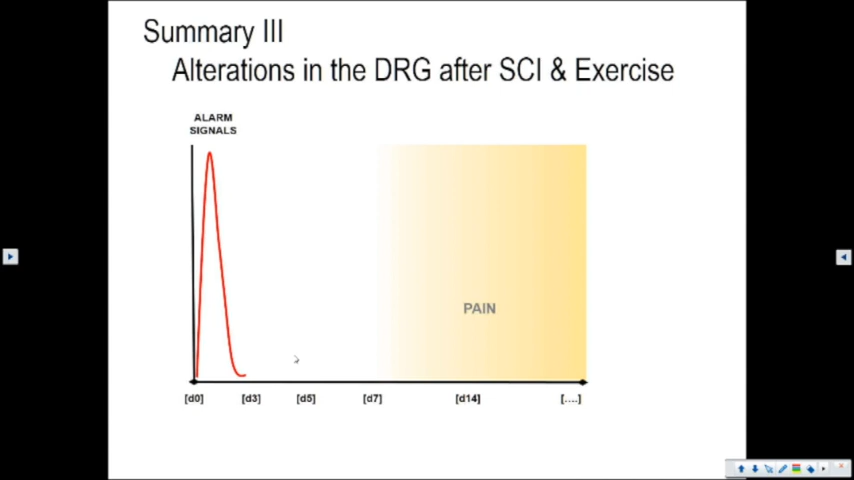 Summary III
Alterations in the DRG after SCI & Exercise
ALARM
SIGNALS
PAIN
[d0] [d3] [d5] [d7] [d14] [....]